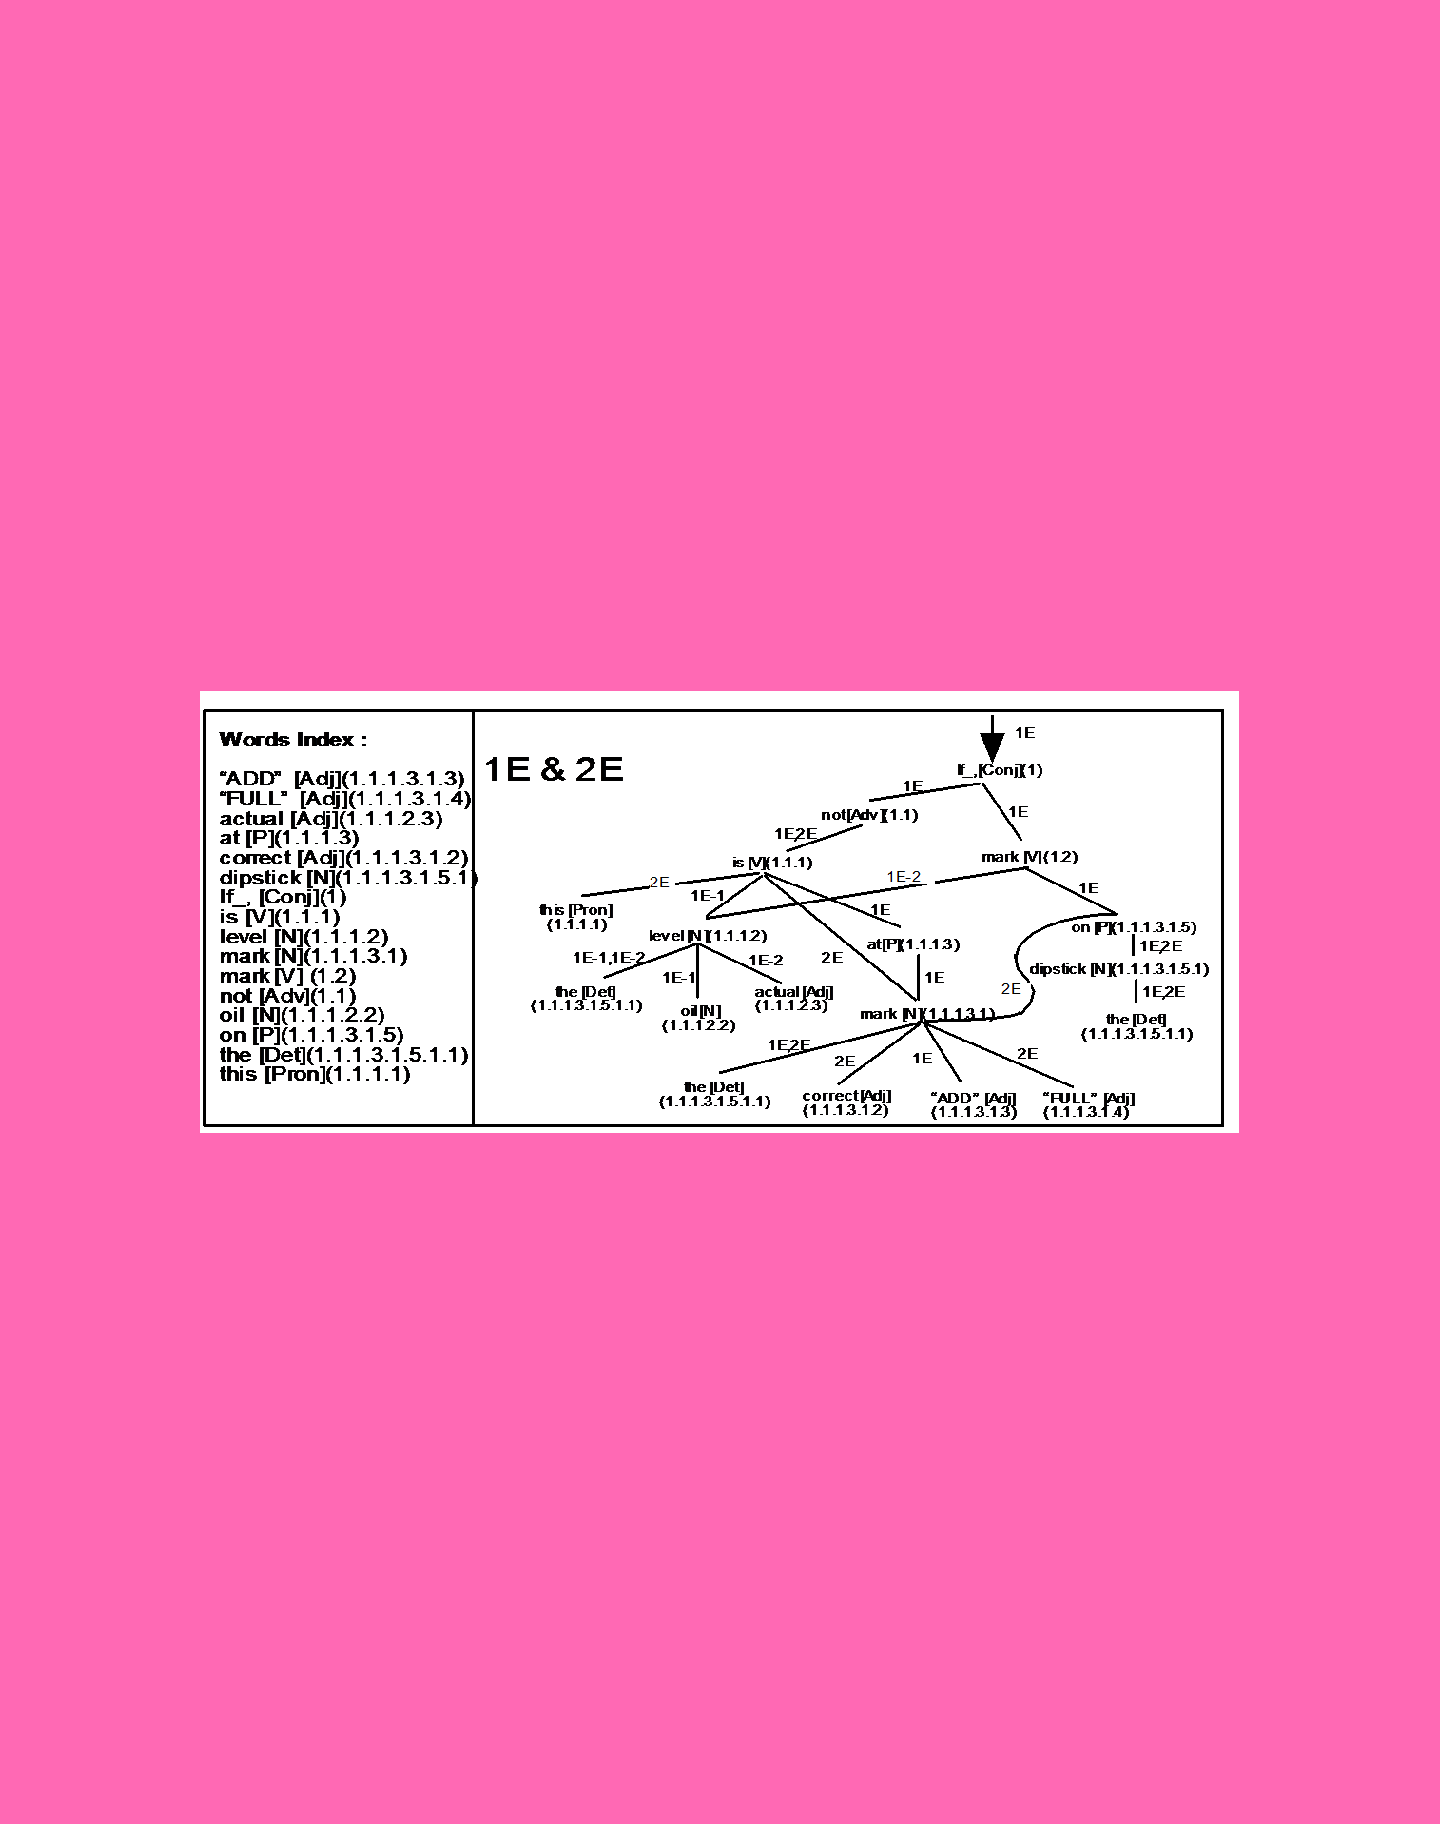 Words Index :
"ADD" [Adj](1.1.1.3.1.3)
"FULL" [Adj](1.1.1.3.1.4)
actual [Adj](1.1.1.2.3)
at [P](1.1.1.3)
correct [Adj](1.1.1.3.1.2)
dipstick [N](1.1.1.3.1.5.1)
If_, [Conj](1)
is [V](1.1.1)
level [N](1.1.1.2)
mark [N](1.1.1.3.1)
mark [V] (1.2)
not [Adv](1.1)
oil [N](1.1.1.2.2)
on [P](1.1.1.3.1.5)
the [Det](1.1.1.3.1.5.1.1)
this [Pron](1.1.1.1)
1E & 2E
1E
If_,[Conj](1)
1E
1E
not[Adv](1.1)
1E,2E
is [V](1.1.1)
mark [V](1.2)
2E
1E-1
1E-2
1E
1E
this [Pron]
(1.1.1.1)
level [N](1.1.1.2)
at[P](1.1.1.3)
on [P](1.1.1.3.1.5)
1E,2E
1E-1,1E-2
1E-1
1E-2
2E
1E
dipstick [N](1.1.1.3.1.5.1)
2E
1E,2E
the [Det]
(1.1.1.3.1.5.1.1)
oil [N]
(1.1.1.2.2)
actual [Adj]
(1.1.1.2.3)
mark [N](1.1.1.3.1)
the [Det]
(1.1.1.3.1.5.1.1)
1E,2E
2E
1E
2E
the [Det]
(1.1.1.3.1.5.1.1)
correct [Adj]
(1.1.1.3.1.2)
"ADD" [Adj]
(1.1.1.3.1.3)
"FULL" [Adj]
(1.1.1.3.1.4)